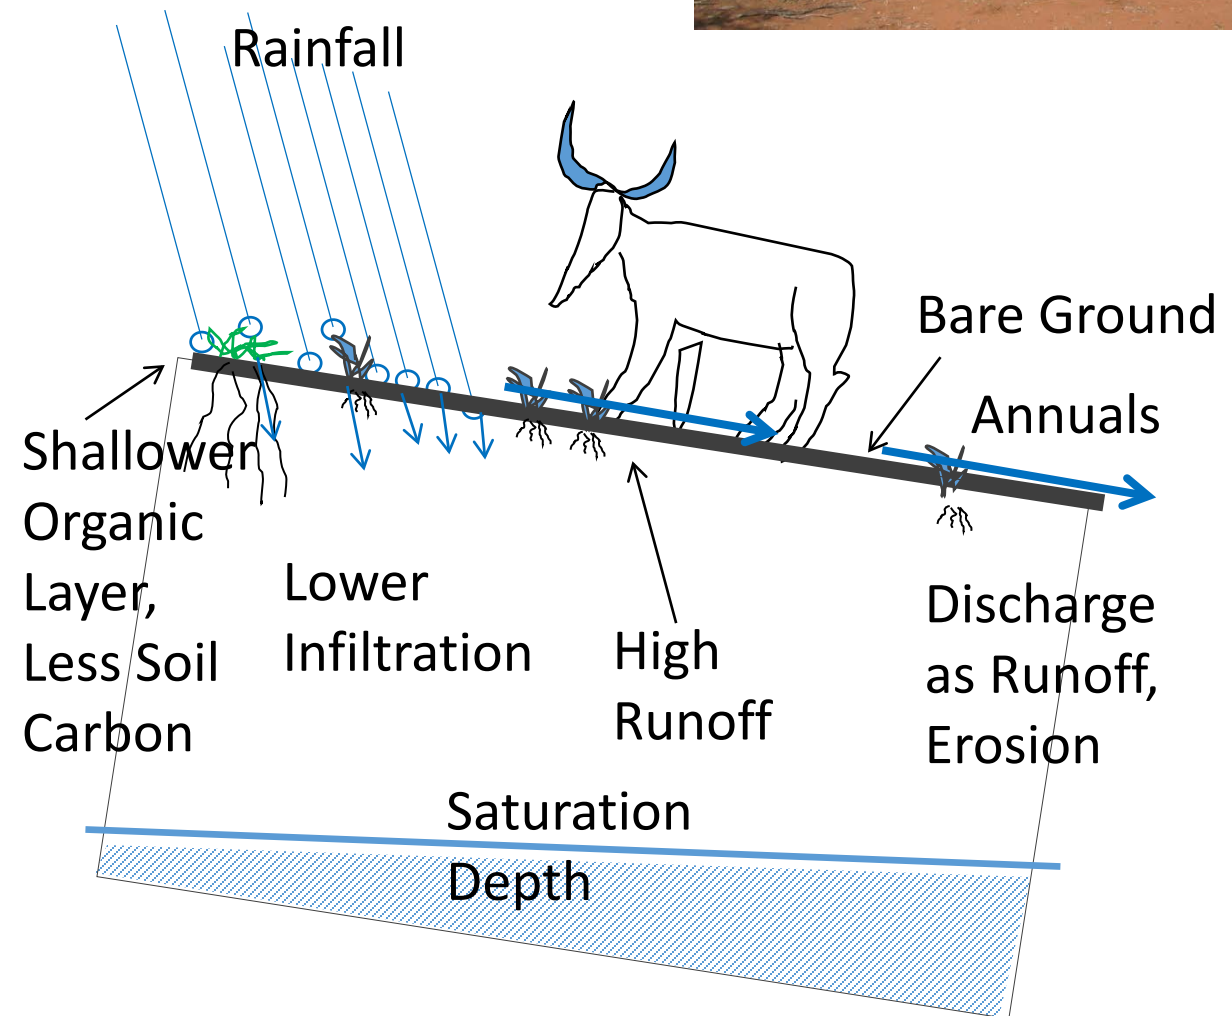 Rainfall
Bare Ground
Annuals
Shallower
Organic
Layer,
Less Soil
Carbon
Lower
Infiltration
High
Runoff
Discharge
as Runoff,
Erosion
Saturation
Depth